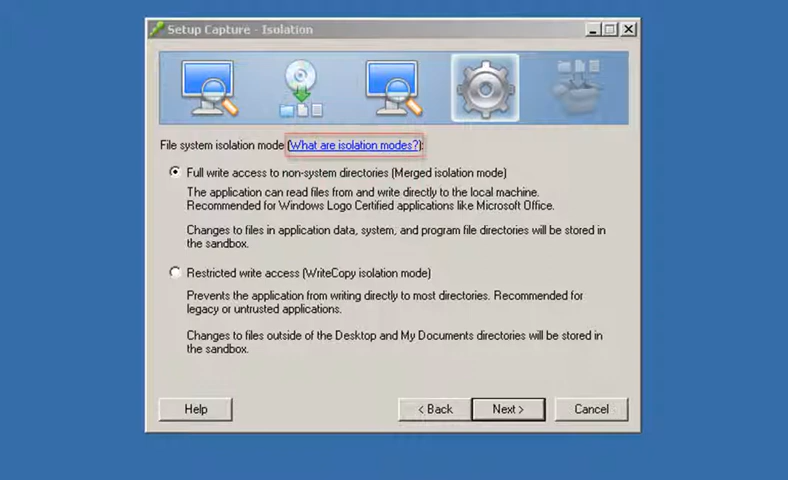 Setup Capture - Isolation
File system isolation mode (What are isolation modes?):
Full write access to non-system directories (Merged isolation mode)
The application can read files from and write directly to the local machine.
Recommended for Windows Logo Certified applications like Microsoft Office.
Changes to files in application data, system, and program file directories will be stored in
the sandbox.
Restricted write access (WriteCopy isolation mode)
Prevents the application from writing directly to most directories. Recommended for
legacy or untrusted applications.
Changes to files outside of the Desktop and My Documents directories will be stored in
the sandbox.
Help
< Back
Next >
Cancel